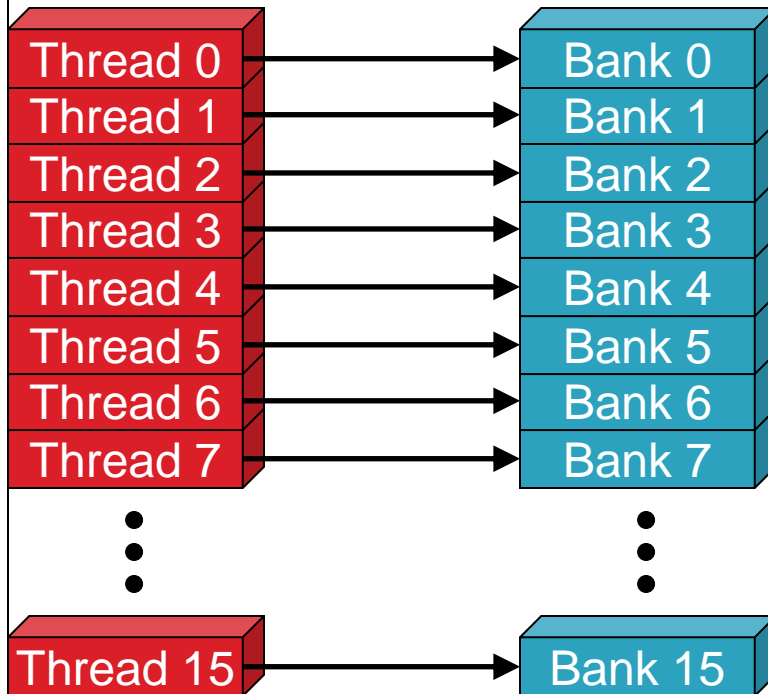 Thread 0 Bank 0
Thread 1 Bank 1
Thread 2 Bank 2
Thread 3 Bank 3
Thread 4 Bank 4
Thread 5 Bank 5
Thread 6 Bank 6
Thread 7 Bank 7
Thread 15 Bank 15